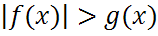 |f(x)| > g(x)